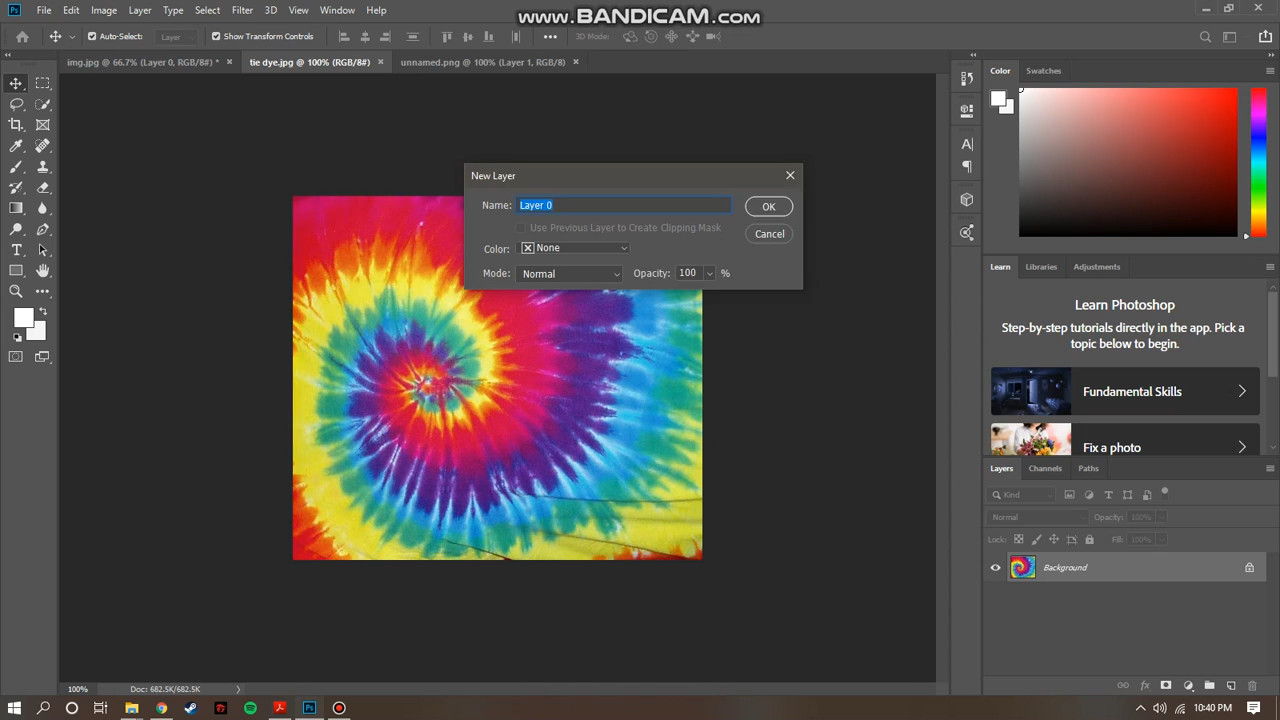 www.BANDICAM.com
Ps File Edit Image Layer Type Select Filter 3D View Window Help
Auto-Select: Layer Show Transform Controls 3D Mode:
img.jpg @ 66.7% (Layer 0, RGB/8#) * tie dye.jpg @ 100% (RGB/8#) unnamed.png @ 100% (Layer 1, RGB/8)
Color Swatches
New Layer
Name: Layer 0 OK
Use Previous Layer to Create Clipping Mask
Cancel
Color: None
Mode: Normal Opacity: 100 %
Learn Libraries Adjustments
Learn Photoshop
Step-by-step tutorials directly in the app. Pick a
topic below to begin.
Fundamental Skills
Fix a photo
Layers Channels Paths
Kind
Normal Opacity: 100%
Lock: Fill: 100%
Background
100% Doc: 682.5K/682.5K
10:40 PM